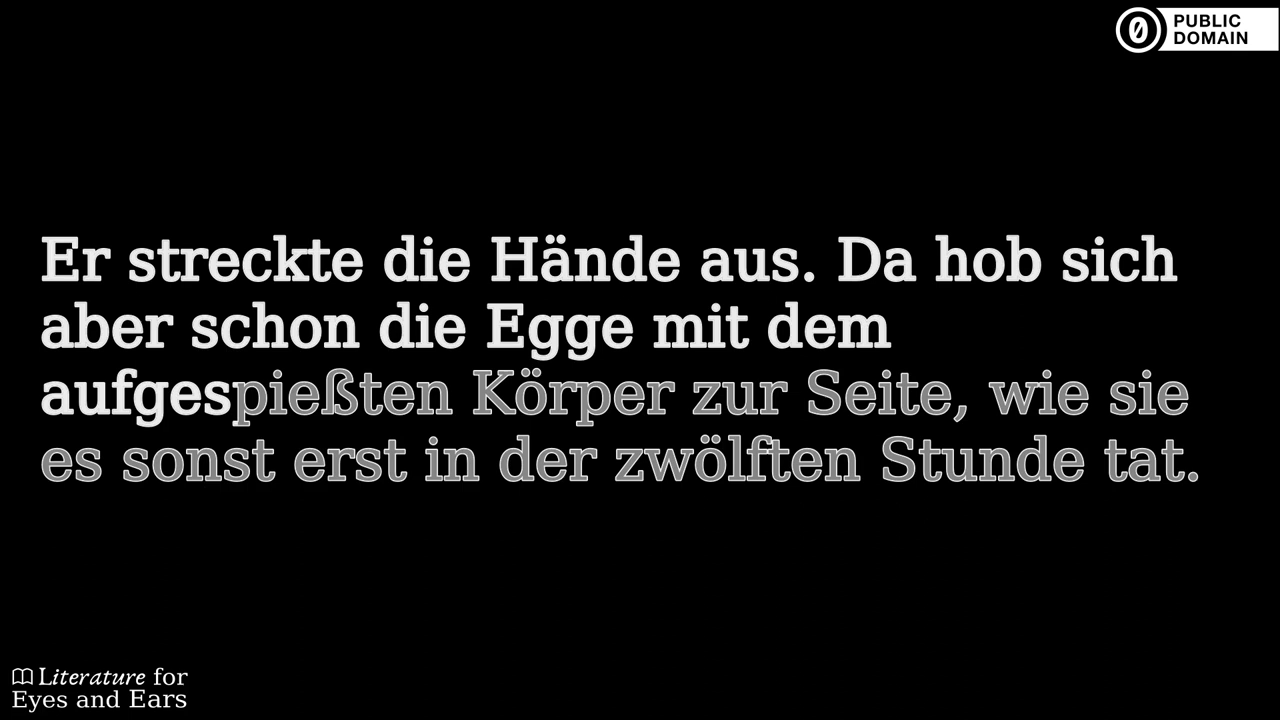 PUBLIC
DOMAIN
Er streckte die Hände aus. Da hob sich
aber schon die Egge mit dem
aufgespießten Körper zur Seite, wie sie
es sonst erst in der zwölften Stunde tat.
Literature for
Eyes and Ears